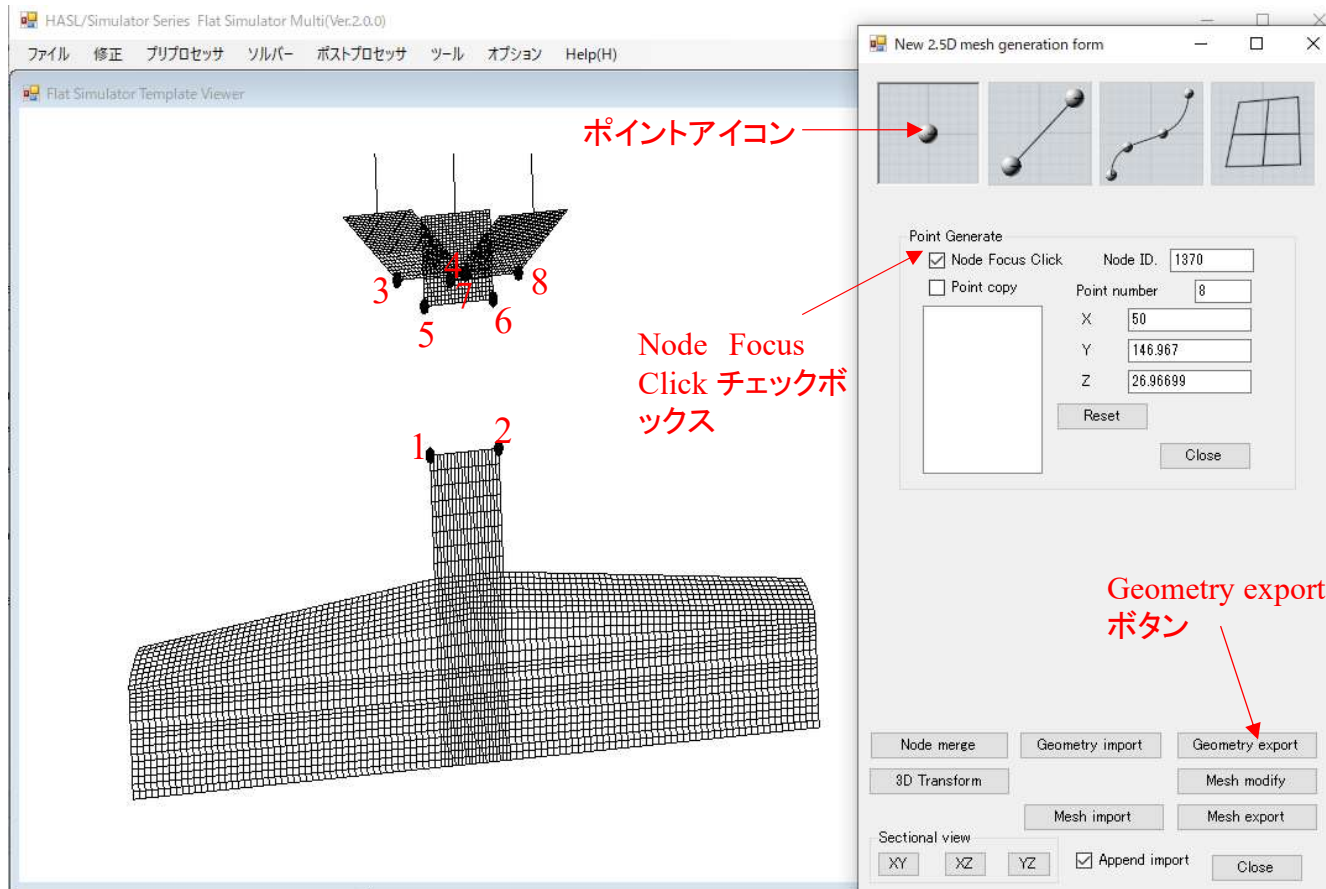 HASL/Simulator Series Flat Simulator Multi(Ver.2.0.0)
ファイル 修正 プリプロセッサ ソルバー ポストプロセッサ ツール オプション Help(H)
Flat Simulator Template Viewer
ポイントアイコン
3
4
7
8
5
6
1
2
Node Focus
Click チェックボ
ックス
New 2.5D mesh generation form
Point Generate
Node Focus Click Node ID. 1370
Point copy Point number 8
X 50
Y 146.967
Z 26.96699
Reset
Close
Geometry export
ボタン
Node merge Geometry import Geometry export
3D Transform Mesh modify
Mesh import Mesh export
Sectional view
XY XZ YZ Append import Close